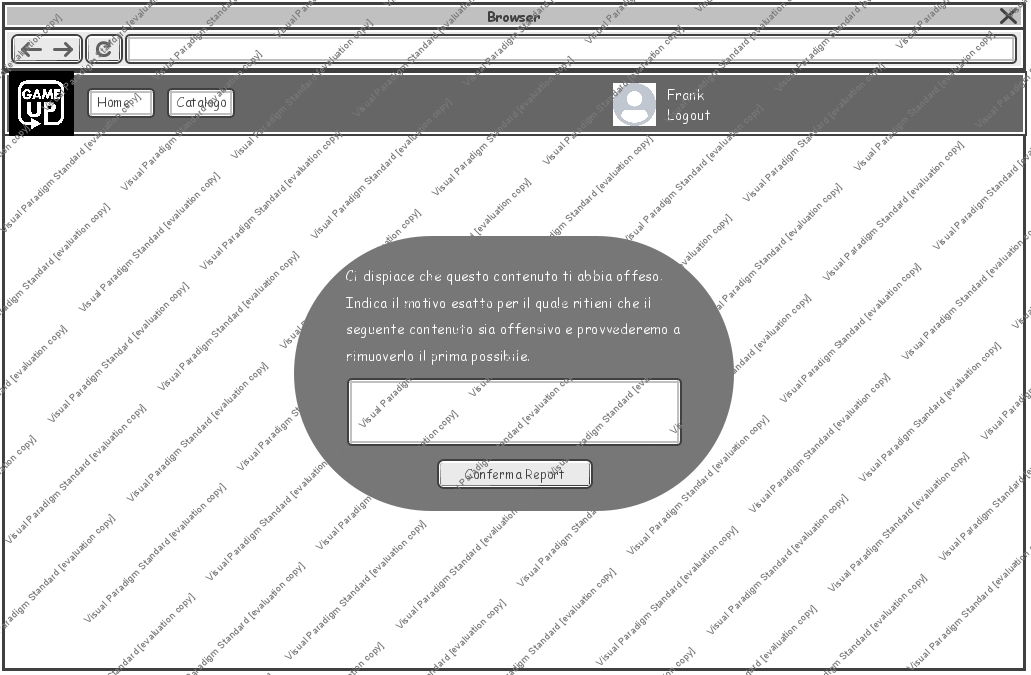 Browser
GAME
UP
Home
Catalogo
Frank
Logout
Ci dispiace che questo contenuto ti abbia offeso.
Indica il motivo esatto per il quale ritieni che il
seguente contenuto sia offensivo e provvederemo a
rimuoverlo il prima possibile.
Conferma Report
Visual Paradigm Standard [evaluation copy]